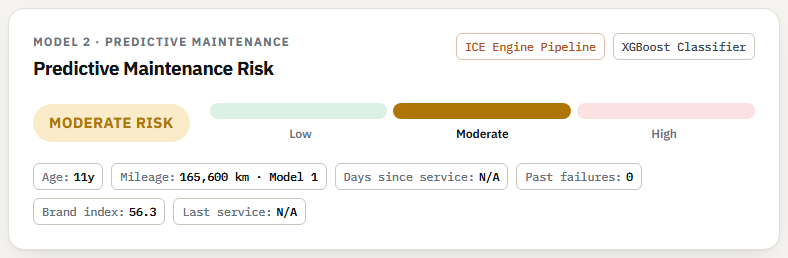 MODEL 2 · PREDICTIVE MAINTENANCE
ICE Engine Pipeline
XGBoost Classifier
Predictive Maintenance Risk
MODERATE RISK
Low
Moderate
High
Age: 11y
Mileage: 165,600 km · Model 1
Days since service: N/A
Past failures: 0
Brand index: 56.3
Last service: N/A